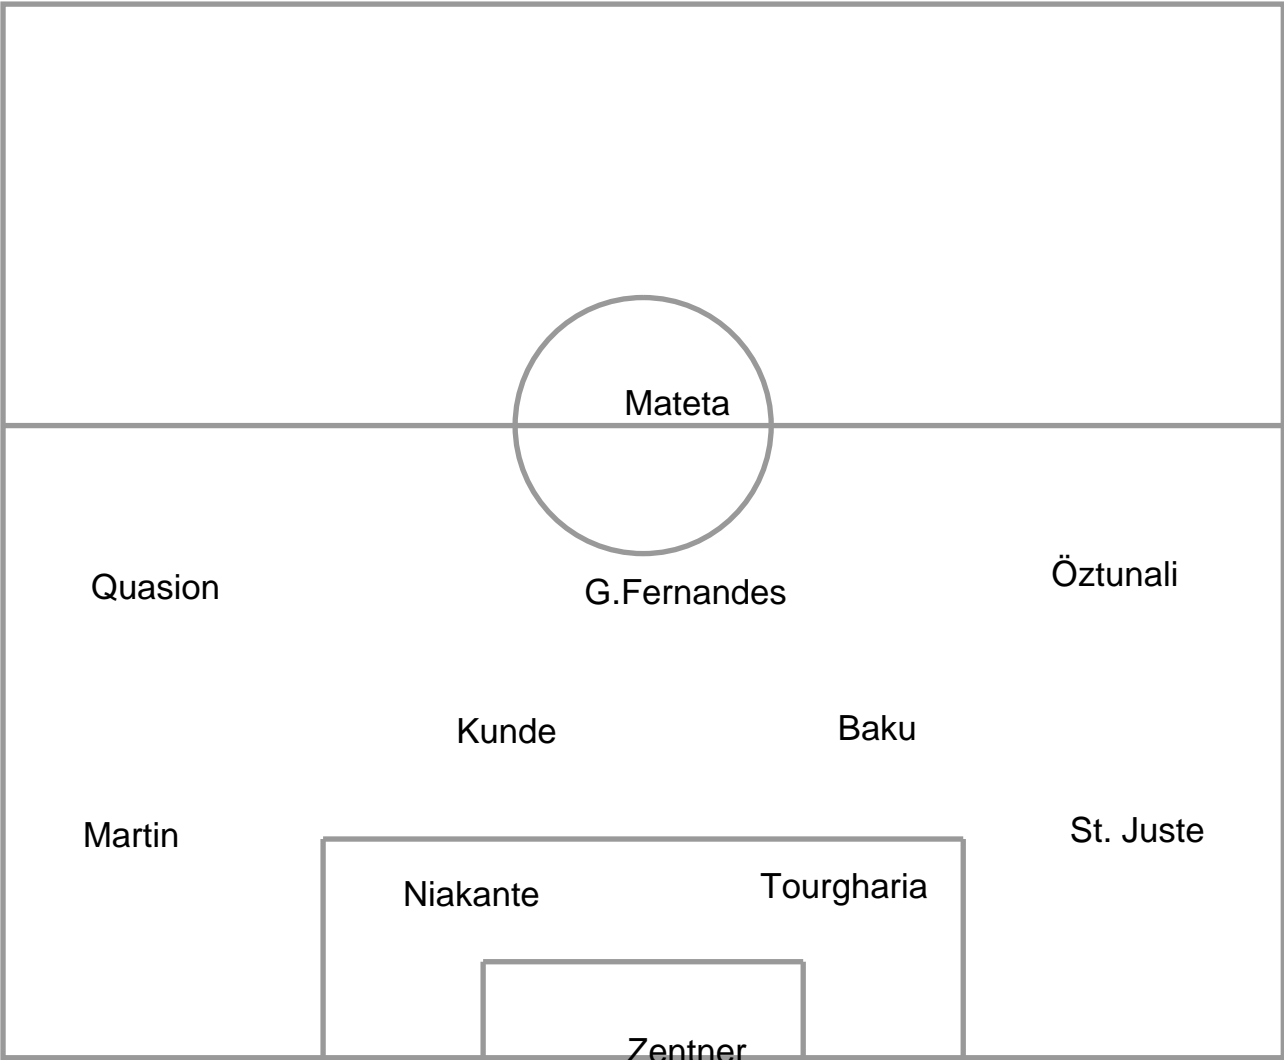 Mateta
Quasion
G.Fernandes
Öztunali
Kunde
Baku
Martin
St. Juste
Niakante
Tourgharia
Zentner